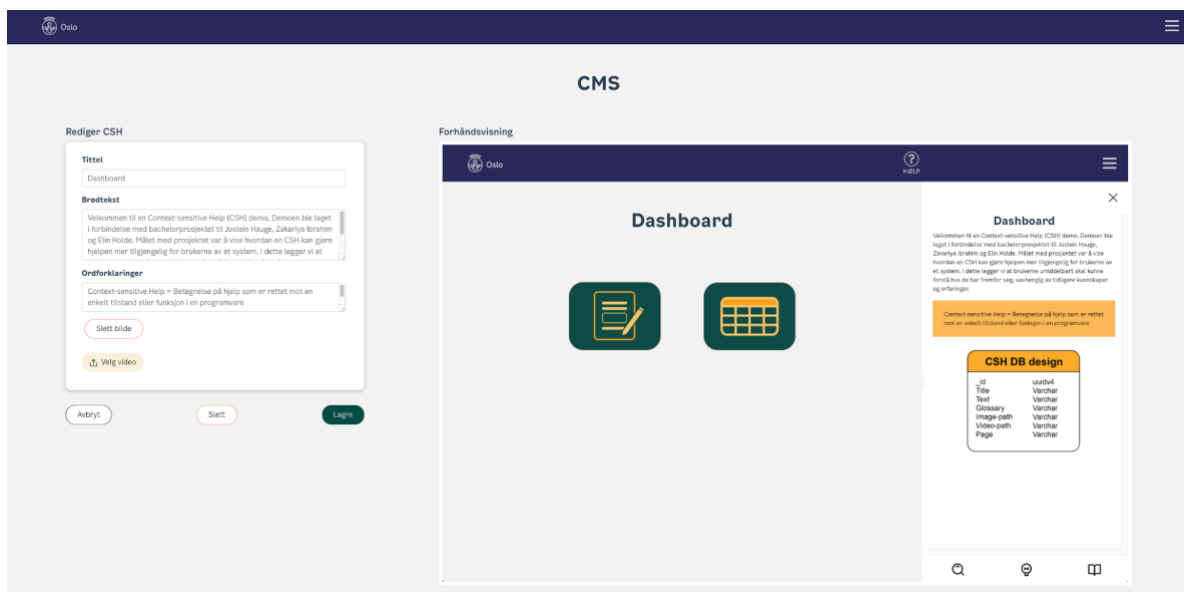 Oslo
CMS
Rediger CSH
Tittel
Dashboard
Brødtekst
Velkommen til en Context-sensitive Help (CSH) demo. Demoen ble laget
i forbindelse med bachelorprosjektet til Jostein Hauge, Zakariya Ibrahim
og Elin Holde. Målet med prosjektet var å vise hvordan en CSH kan gjøre
hjelpen mer tilgjengelig for brukerne av et system. I dette legger vi at
Ordforklaringer
Context-sensitive Help = Betegnelse på hjelp som er rettet mot en
enkelt tilstand eller funksjon i en programvare
Slett bilde
Velg video
Avbryt
Slett
Lagre
Forhåndsvisning
Oslo
HJELP
Dashboard
Dashboard
Velkommen til en Context-sensitive Help (CSH) demo. Demoen ble
laget i forbindelse med bachelorprosjektet til Jostein Hauge,
Zakariya Ibrahim og Elin Holde. Målet med prosjektet var å vise
hvordan en CSH kan gjøre hjelpen mer tilgjengelig for brukerne av
et system. I dette legger vi at brukerne umiddelbart skal kunne
forstå hva de har fremfor seg, uavhengig av tidligere kunnskaper
og erfaringer.
Context-sensitive Help = Betegnelse på hjelp som er rettet
mot en enkelt tilstand eller funksjon i en programvare
CSH DB design
_id uuidv4
Title Varchar
Text Varchar
Glossary Varchar
Image-path Varchar
Video-path Varchar
Page Varchar